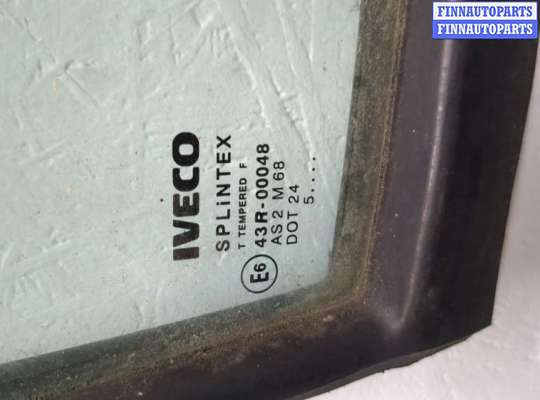 FINNAUTOPARTS
FINNAUTOPARTS
IVECO
SPLiNTEX
T TEMPERED F
E6 43R-00048
AS2 M68
DOT 24
5....